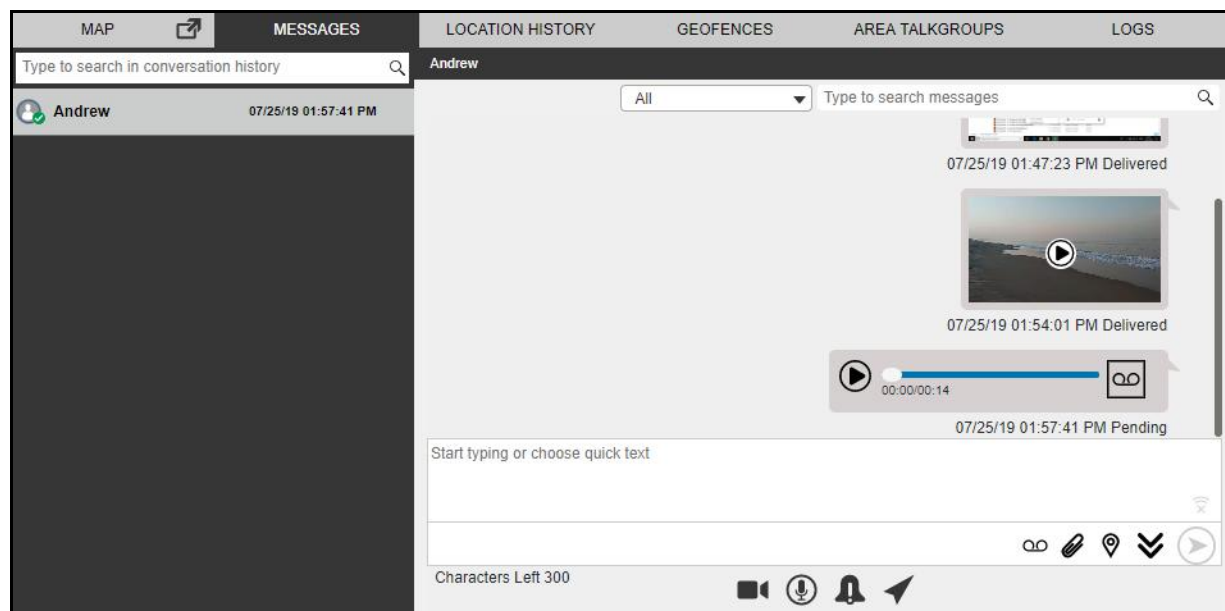 MAP MESSAGES LOCATION HISTORY GEOFENCES AREA TALKGROUPS LOGS
Type to search in conversation history
Andrew 07/25/19 01:57:41 PM
Andrew
All Type to search messages
07/25/19 01:47:23 PM Delivered
07/25/19 01:54:01 PM Delivered
00:00/00:14
07/25/19 01:57:41 PM Pending
Start typing or choose quick text
Characters Left 300